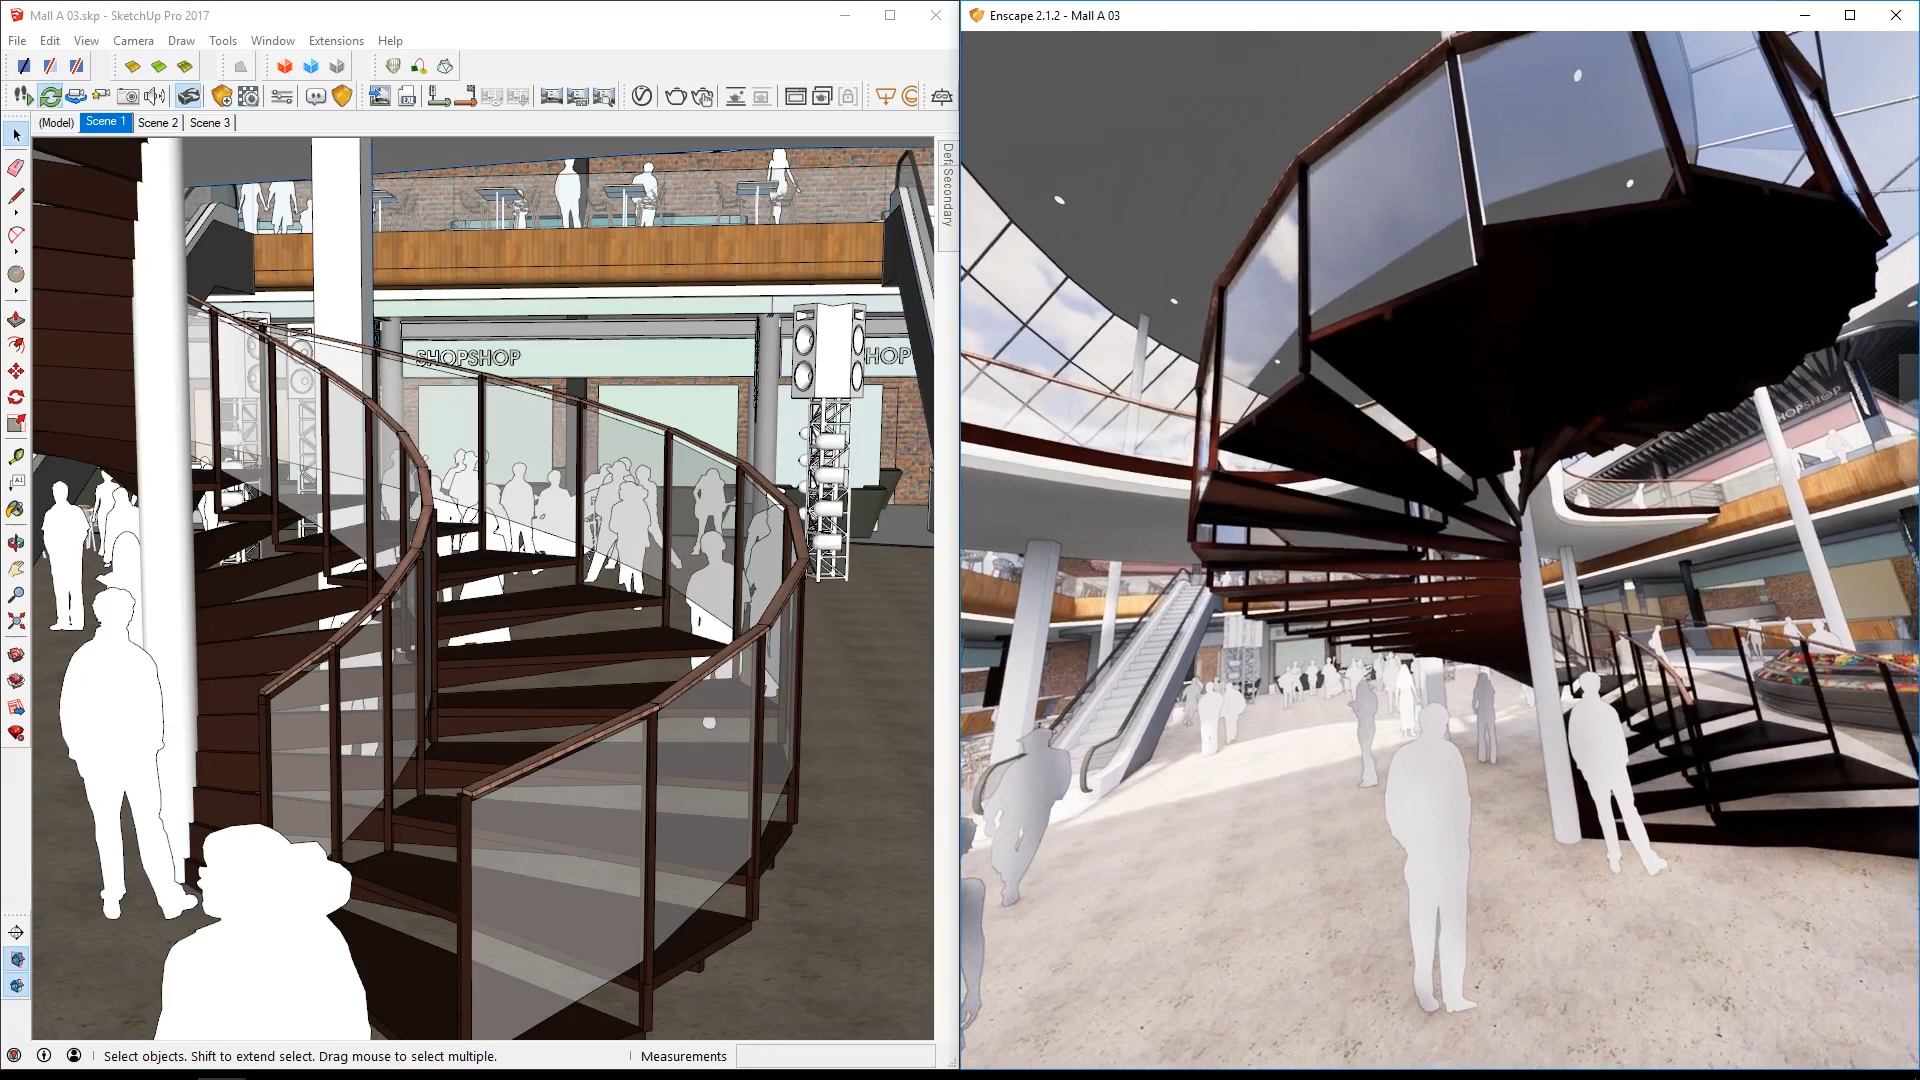 Mall A 03.skp - SketchUp Pro 2017
File Edit View Camera Draw Tools Window Extensions Help
(Model) Scene 1 Scene 2 Scene 3
SHOPSHOP
HOP
Secondary
Select objects. Shift to extend select. Drag mouse to select multiple.
Measurements
Enscape 2.1.2 - Mall A 03
HOPSHOP